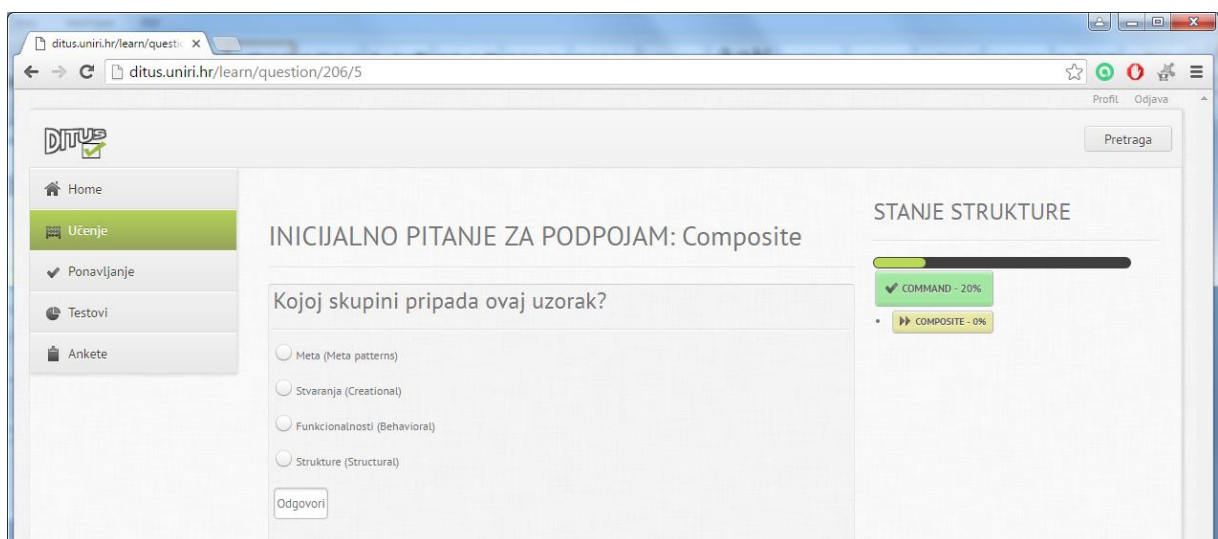 ditus.uniri.hr/learn/questic
ditus.uniri.hr/learn/question/206/5
Profil Odjava
DITUS
Pretraga
Home
Učenje
Ponavljanje
Testovi
Ankete
INICIJALNO PITANJE ZA PODPOJAM: Composite
Kojoj skupini pripada ovaj uzorak?
Meta (Meta patterns)
Stvaranja (Creational)
Funkcionalnosti (Behavioral)
Strukture (Structural)
Odgovori
STANJE STRUKTURE
COMMAND - 20%
COMPOSITE - 0%